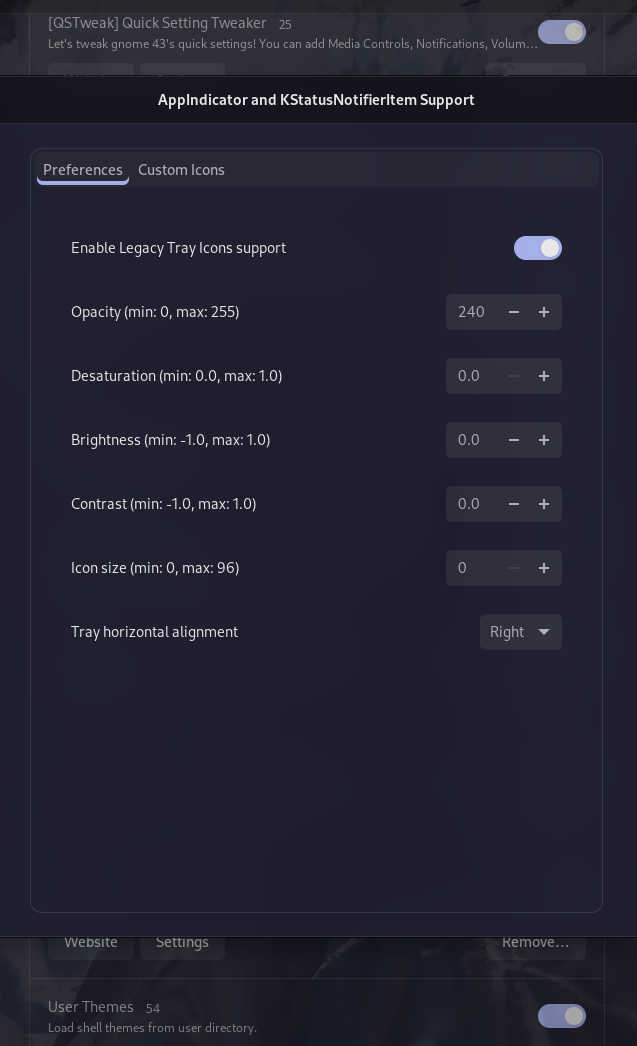 [QSTweak] Quick Setting Tweaker 25
Let's tweak gnome 43's quick settings! You can add Media Controls, Notifications, Volum...
AppIndicator and KStatusNotifierItem Support
Preferences Custom Icons
Enable Legacy Tray Icons support
Opacity (min: 0, max: 255) 240 − +
Desaturation (min: 0.0, max: 1.0) 0.0 − +
Brightness (min: -1.0, max: 1.0) 0.0 − +
Contrast (min: -1.0, max: 1.0) 0.0 − +
Icon size (min: 0, max: 96) 0 − +
Tray horizontal alignment Right
Website Settings Remove...
User Themes 54
Load shell themes from user directory.